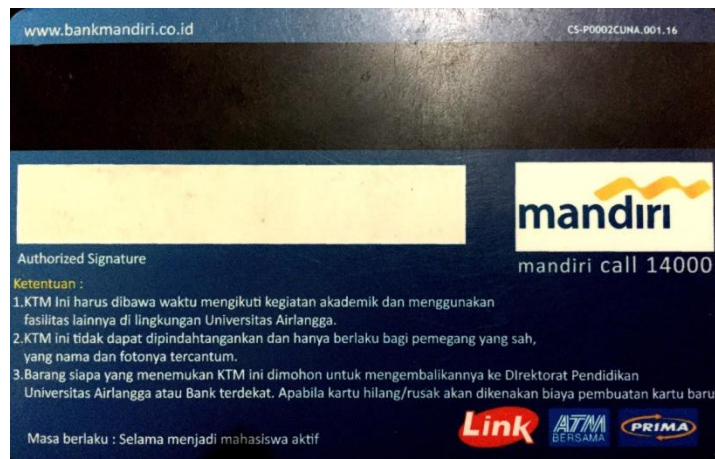 www.bankmandiri.co.id
CS-P0002CUNA.001.16
mandırı
mandiri call 14000
Authorized Signature
Ketentuan :
1.KTM Ini harus dibawa waktu mengikuti kegiatan akademik dan menggunakan
fasilitas lainnya di lingkungan Universitas Airlangga.
2.KTM ini tidak dapat dipindahtangankan dan hanya berlaku bagi pemegang yang sah,
yang nama dan fotonya tercantum.
3.Barang siapa yang menemukan KTM ini dimohon untuk mengembalikannya ke DIrektorat Pendidikan
Universitas Airlangga atau Bank terdekat. Apabila kartu hilang/rusak akan dikenakan biaya pembuatan kartu baru
Masa berlaku : Selama menjadi mahasiswa aktif
Link
ATM
BERSAMA
PRIMA